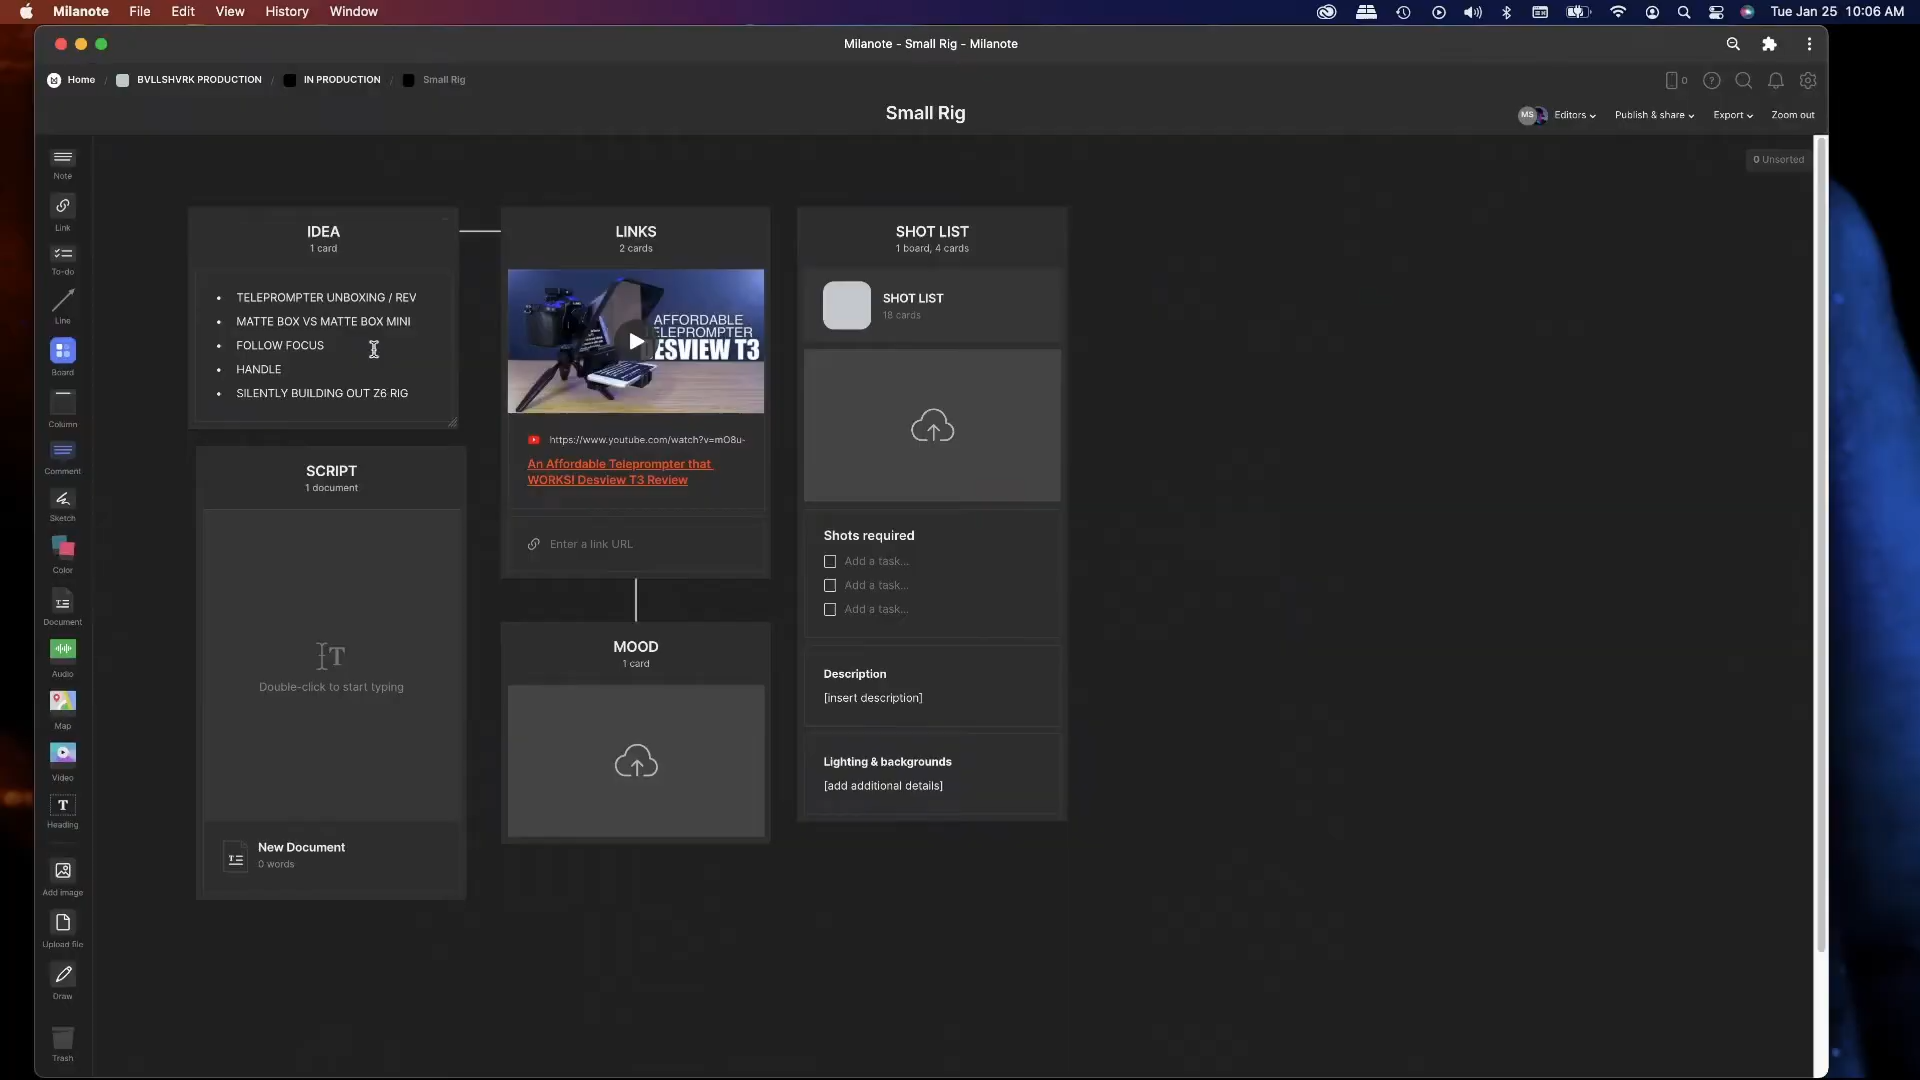 Milanote File Edit View History Window
Tue Jan 25 10:06 AM
Milanote - Small Rig - Milanote
Home / BVLLSHVRK PRODUCTION / IN PRODUCTION / Small Rig
0
Small Rig
MS Editors Publish & share Export Zoom out
0 Unsorted
Note
Link
To-do
Line
Board
Column
Comment
Sketch
Color
Document
Audio
Map
Video
T
Heading
Add image
Upload file
Draw
Trash
IDEA
1 card
• TELEPROMPTER UNBOXING / REV
• MATTE BOX VS MATTE BOX MINI
• FOLLOW FOCUS
• HANDLE
• SILENTLY BUILDING OUT Z6 RIG
SCRIPT
1 document
T
Double-click to start typing
New Document
0 words
LINKS
2 cards
AFFORDABLE
TELEPROMPTER
DESVIEW T3
https://www.youtube.com/watch?v=mO8u-
An Affordable Teleprompter that
WORKS! Desview T3 Review
Enter a link URL
MOOD
1 card
SHOT LIST
1 board, 4 cards
SHOT LIST
18 cards
Shots required
Add a task...
Add a task...
Add a task...
Description
[insert description]
Lighting & backgrounds
[add additional details]